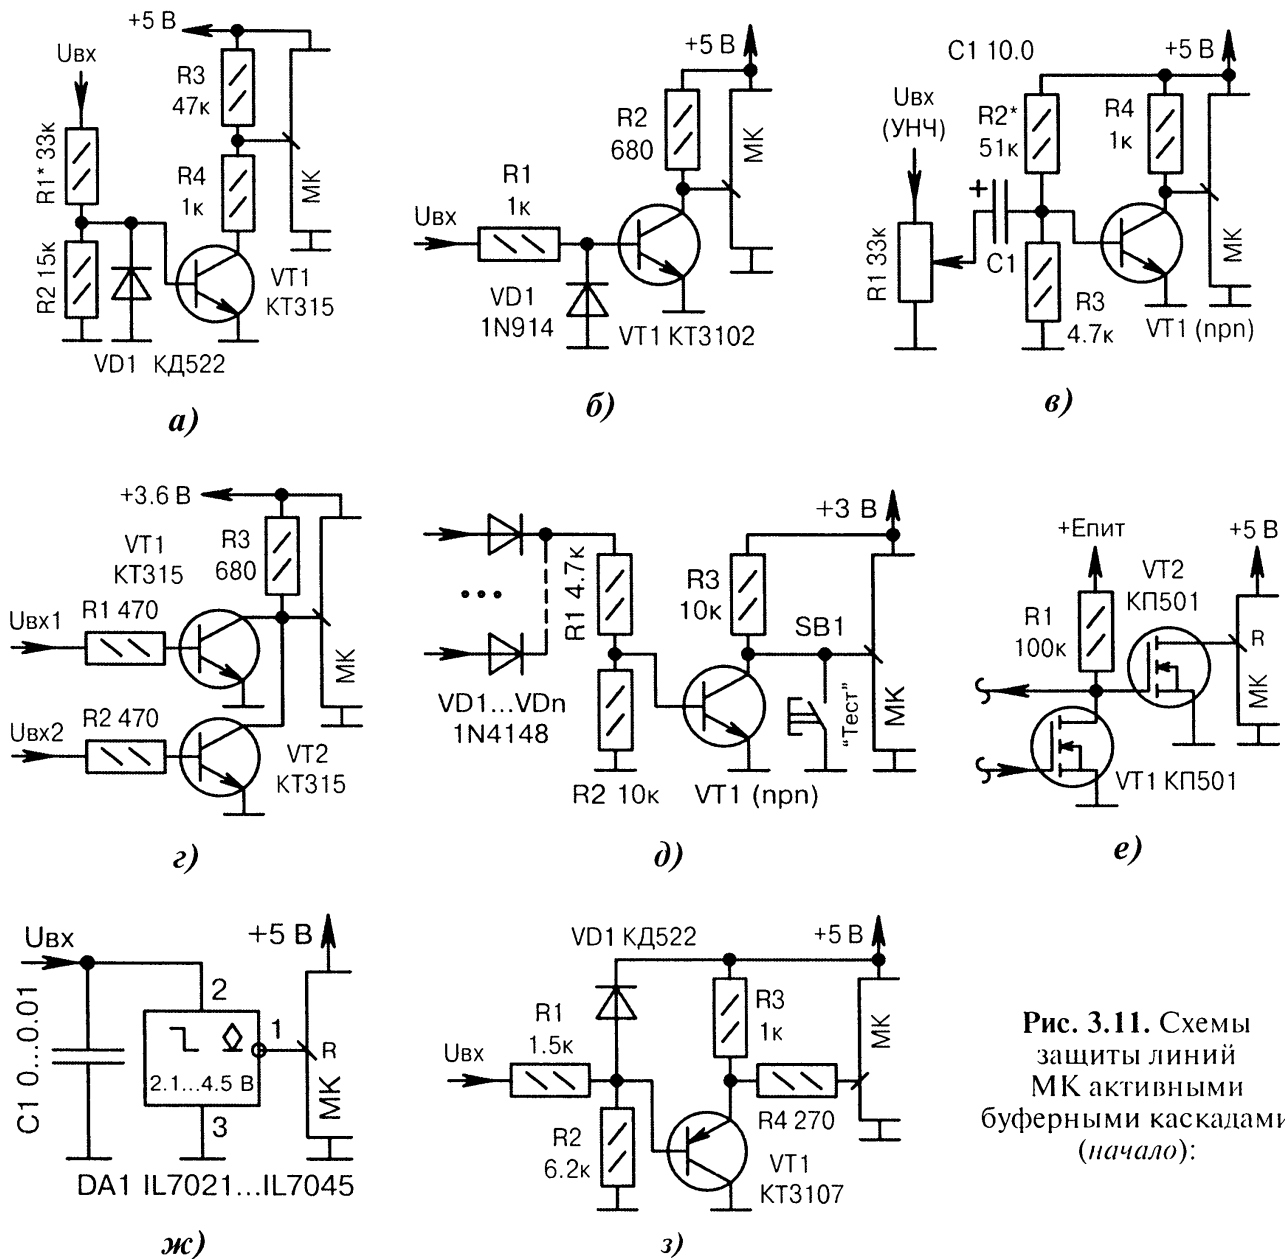 +5 В
Uвх
R1* 33к
R2 15к
R3
47к
R4
1к
МК
VT1
КТ315
VD1 КД522
а)
+5 В
R2
680
R1
1к
Uвх
VD1
1N914
VT1 КТ3102
МК
б)
C1 10.0
+5 В
Uвх
(УНЧ)
R2*
51к
R4
1к
R1 33к
+
C1
R3
4.7к
VT1 (npn)
МК
в)
+3.6 В
VT1
КТ315
R3
680
Uвх1
R1 470
Uвх2
R2 470
VT2
КТ315
МК
г)
+3 В
R1 4.7к
R3
10к
SB1
VD1...VDn
1N4148
"Тест"
МК
R2 10к
VT1 (npn)
д)
+Eпит
+5 В
VT2
КП501
R1
100к
R
МК
VT1 КП501
е)
Uвх
+5 В
C1 0...0.01
2
1
2.1...4.5 В
3
R
МК
DA1 IL7021...IL7045
ж)
VD1 КД522
+5 В
R1
1.5к
Uвх
R3
1к
R2
6.2к
R4 270
VT1
КТ3107
МК
з)
Рис. 3.11. Схемы
защиты линий
МК активными
буферными каскадами
(начало):